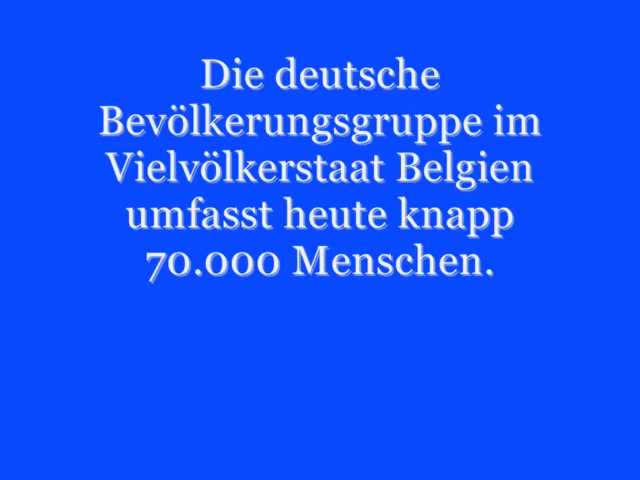 Die deutsche
Bevölkerungsgruppe im
Vielvölkerstaat Belgien
umfasst heute knapp
70.000 Menschen.